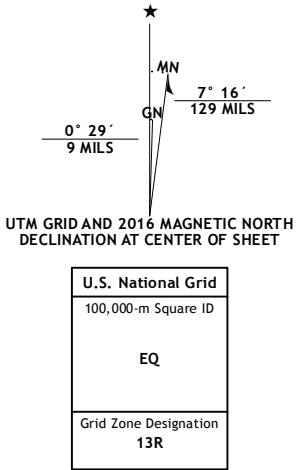 ★
MN
GN
7° 16´
129 MILS
0° 29´
9 MILS
UTM GRID AND 2016 MAGNETIC NORTH
DECLINATION AT CENTER OF SHEET
U.S. National Grid
100,000-m Square ID
EQ
Grid Zone Designation
13R